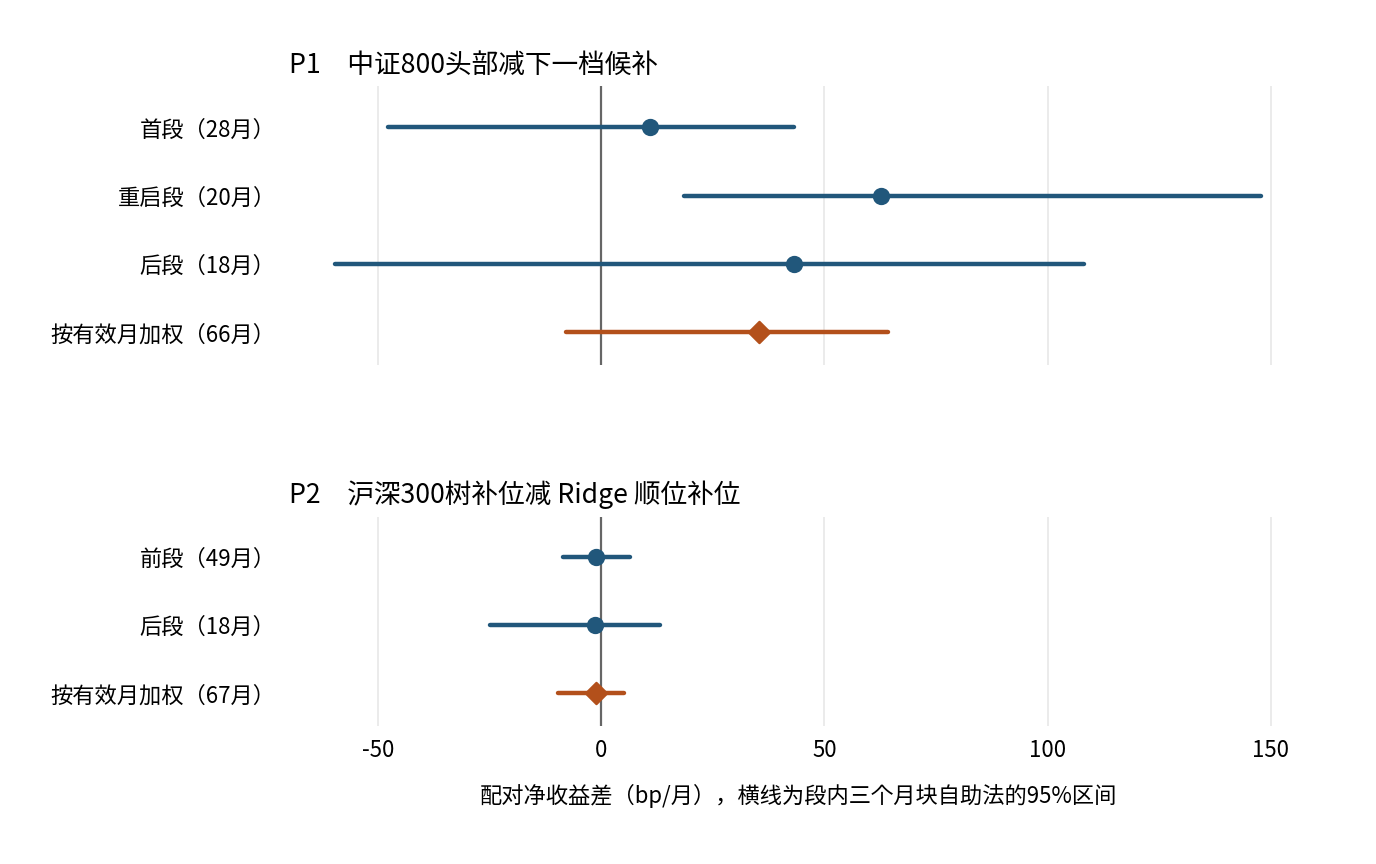 P1 中证800头部减下一档候补
首段（28月）
重启段（20月）
后段（18月）
按有效月加权（66月）
P2 沪深300树补位减 Ridge 顺位补位
前段（49月）
后段（18月）
按有效月加权（67月）
-50 0 50 100 150
配对净收益差（bp/月），横线为段内三个月块自助法的95%区间